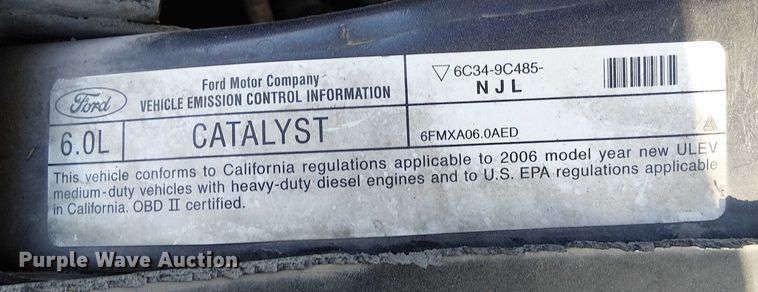 Ford
Ford Motor Company
VEHICLE EMISSION CONTROL INFORMATION
6C34-9C485-
NJL
6.0L
CATALYST
6FMXA06.0AED
This vehicle conforms to California regulations applicable to 2006 model year new ULEV
medium-duty vehicles with heavy-duty diesel engines and to U.S. EPA regulations applicable
in California. OBD II certified.
Purple Wave Auction